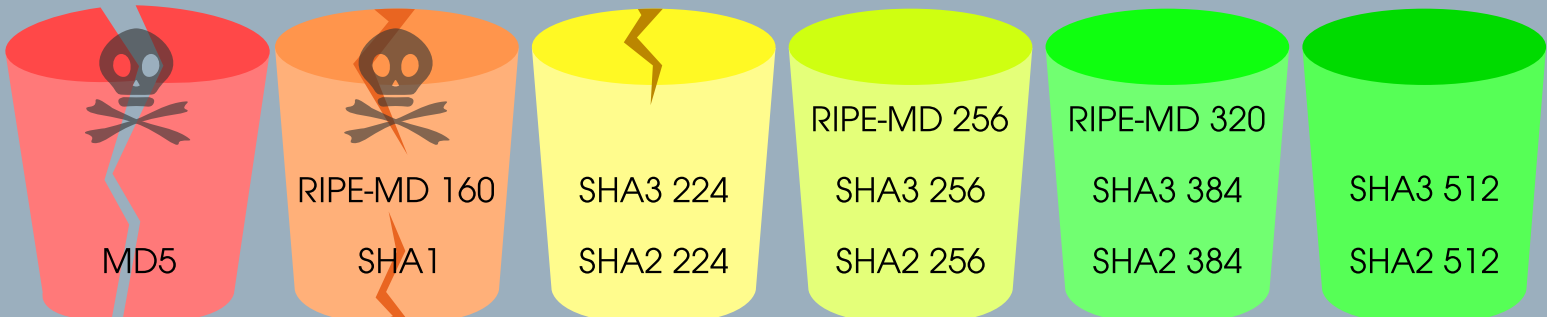 MD5
RIPE-MD 160
SHA1
SHA3 224
SHA2 224
RIPE-MD 256
SHA3 256
SHA2 256
RIPE-MD 320
SHA3 384
SHA2 384
SHA3 512
SHA2 512